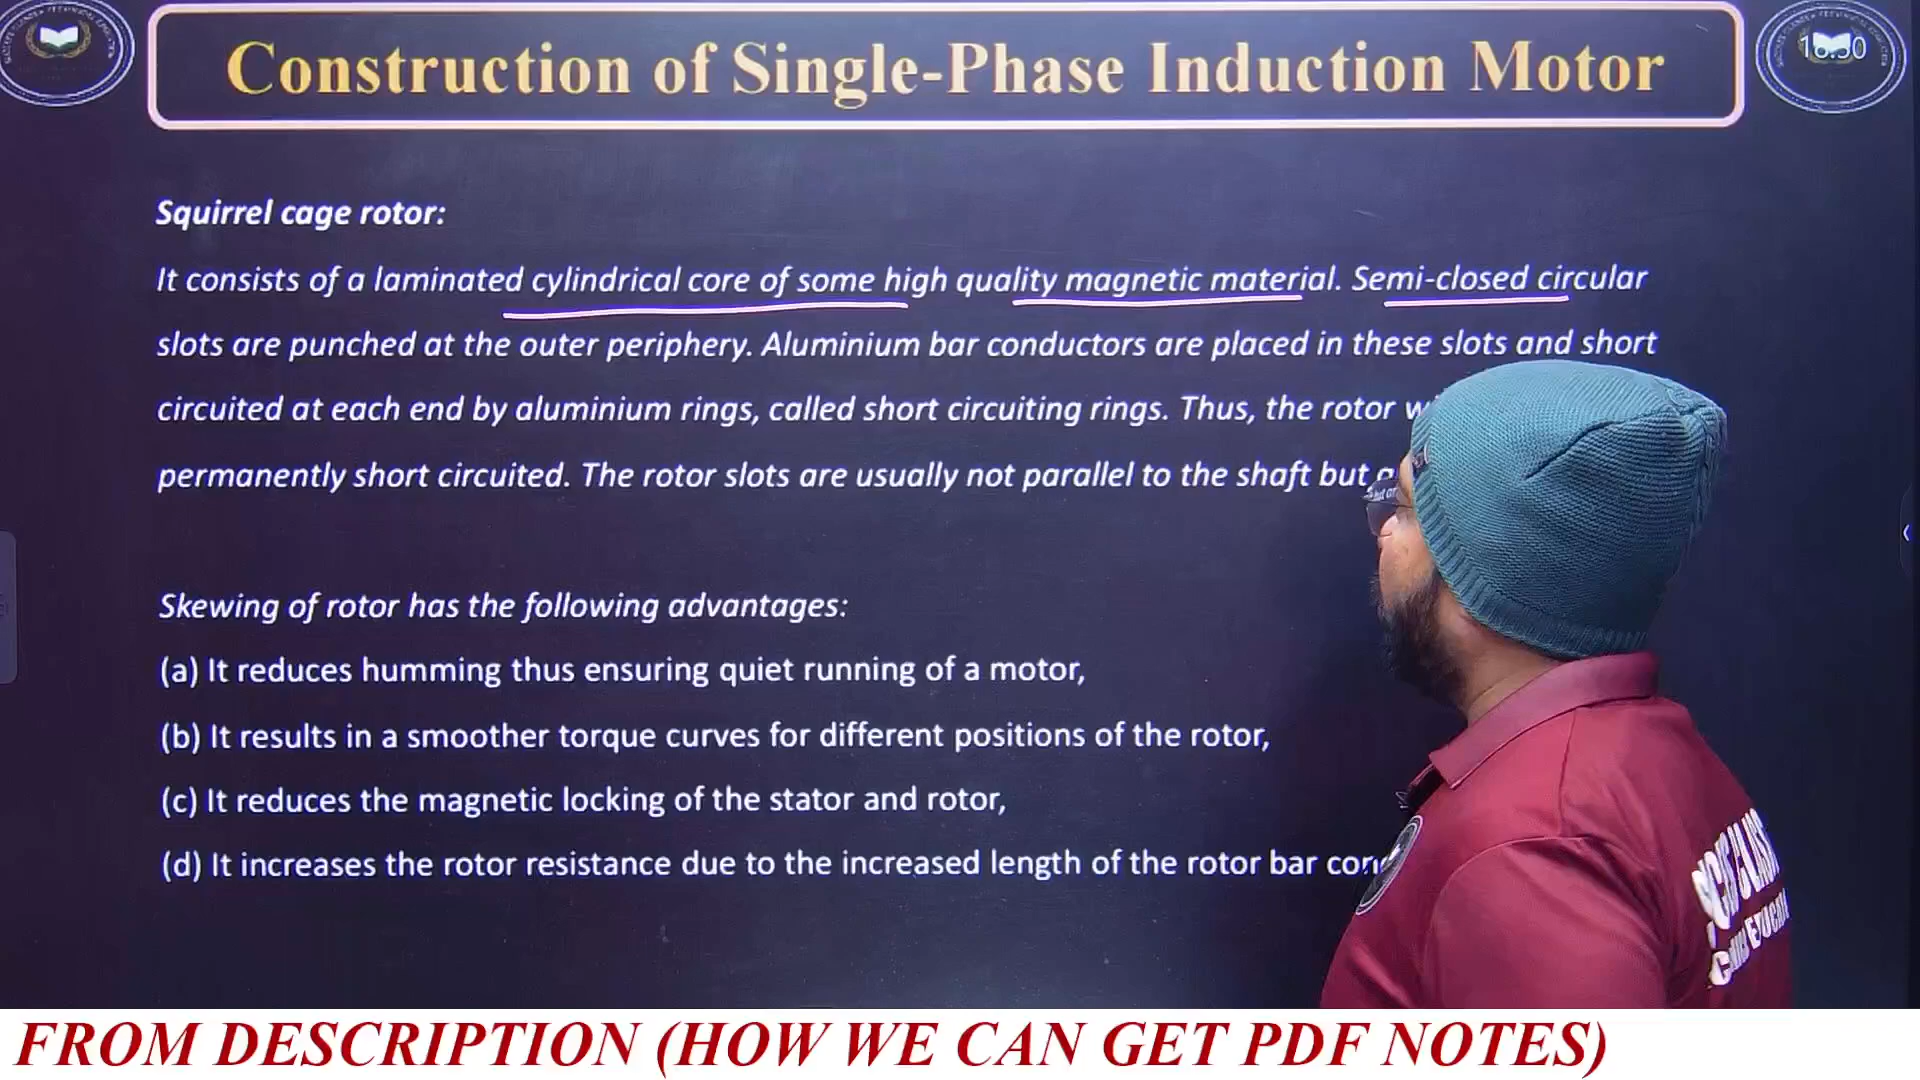 Construction of Single-Phase Induction Motor
16:30
Squirrel cage rotor:
It consists of a laminated cylindrical core of some high quality magnetic material. Semi-closed circular
slots are punched at the outer periphery. Aluminium bar conductors are placed in these slots and short
circuited at each end by aluminium rings, called short circuiting rings. Thus, the rotor
permanently short circuited. The rotor slots are usually not parallel to the shaft but
Skewing of rotor has the following advantages:
(a) It reduces humming thus ensuring quiet running of a motor,
(b) It results in a smoother torque curves for different positions of the rotor,
(c) It reduces the magnetic locking of the stator and rotor,
(d) It increases the rotor resistance due to the increased length of the rotor bar
FROM DESCRIPTION (HOW WE CAN GET PDF NOTES)